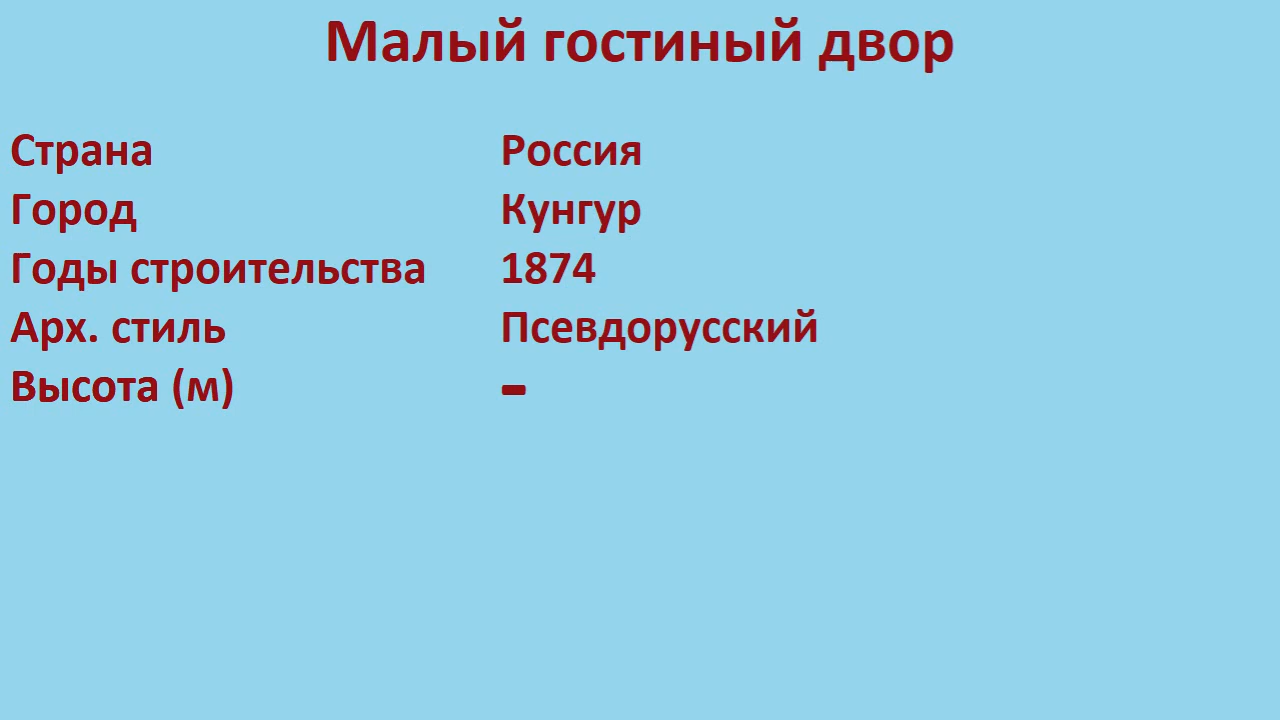 Малый гостиный двор
Страна Россия
Город Кунгур
Годы строительства 1874
Арх. стиль Псевдорусский
Высота (м) -